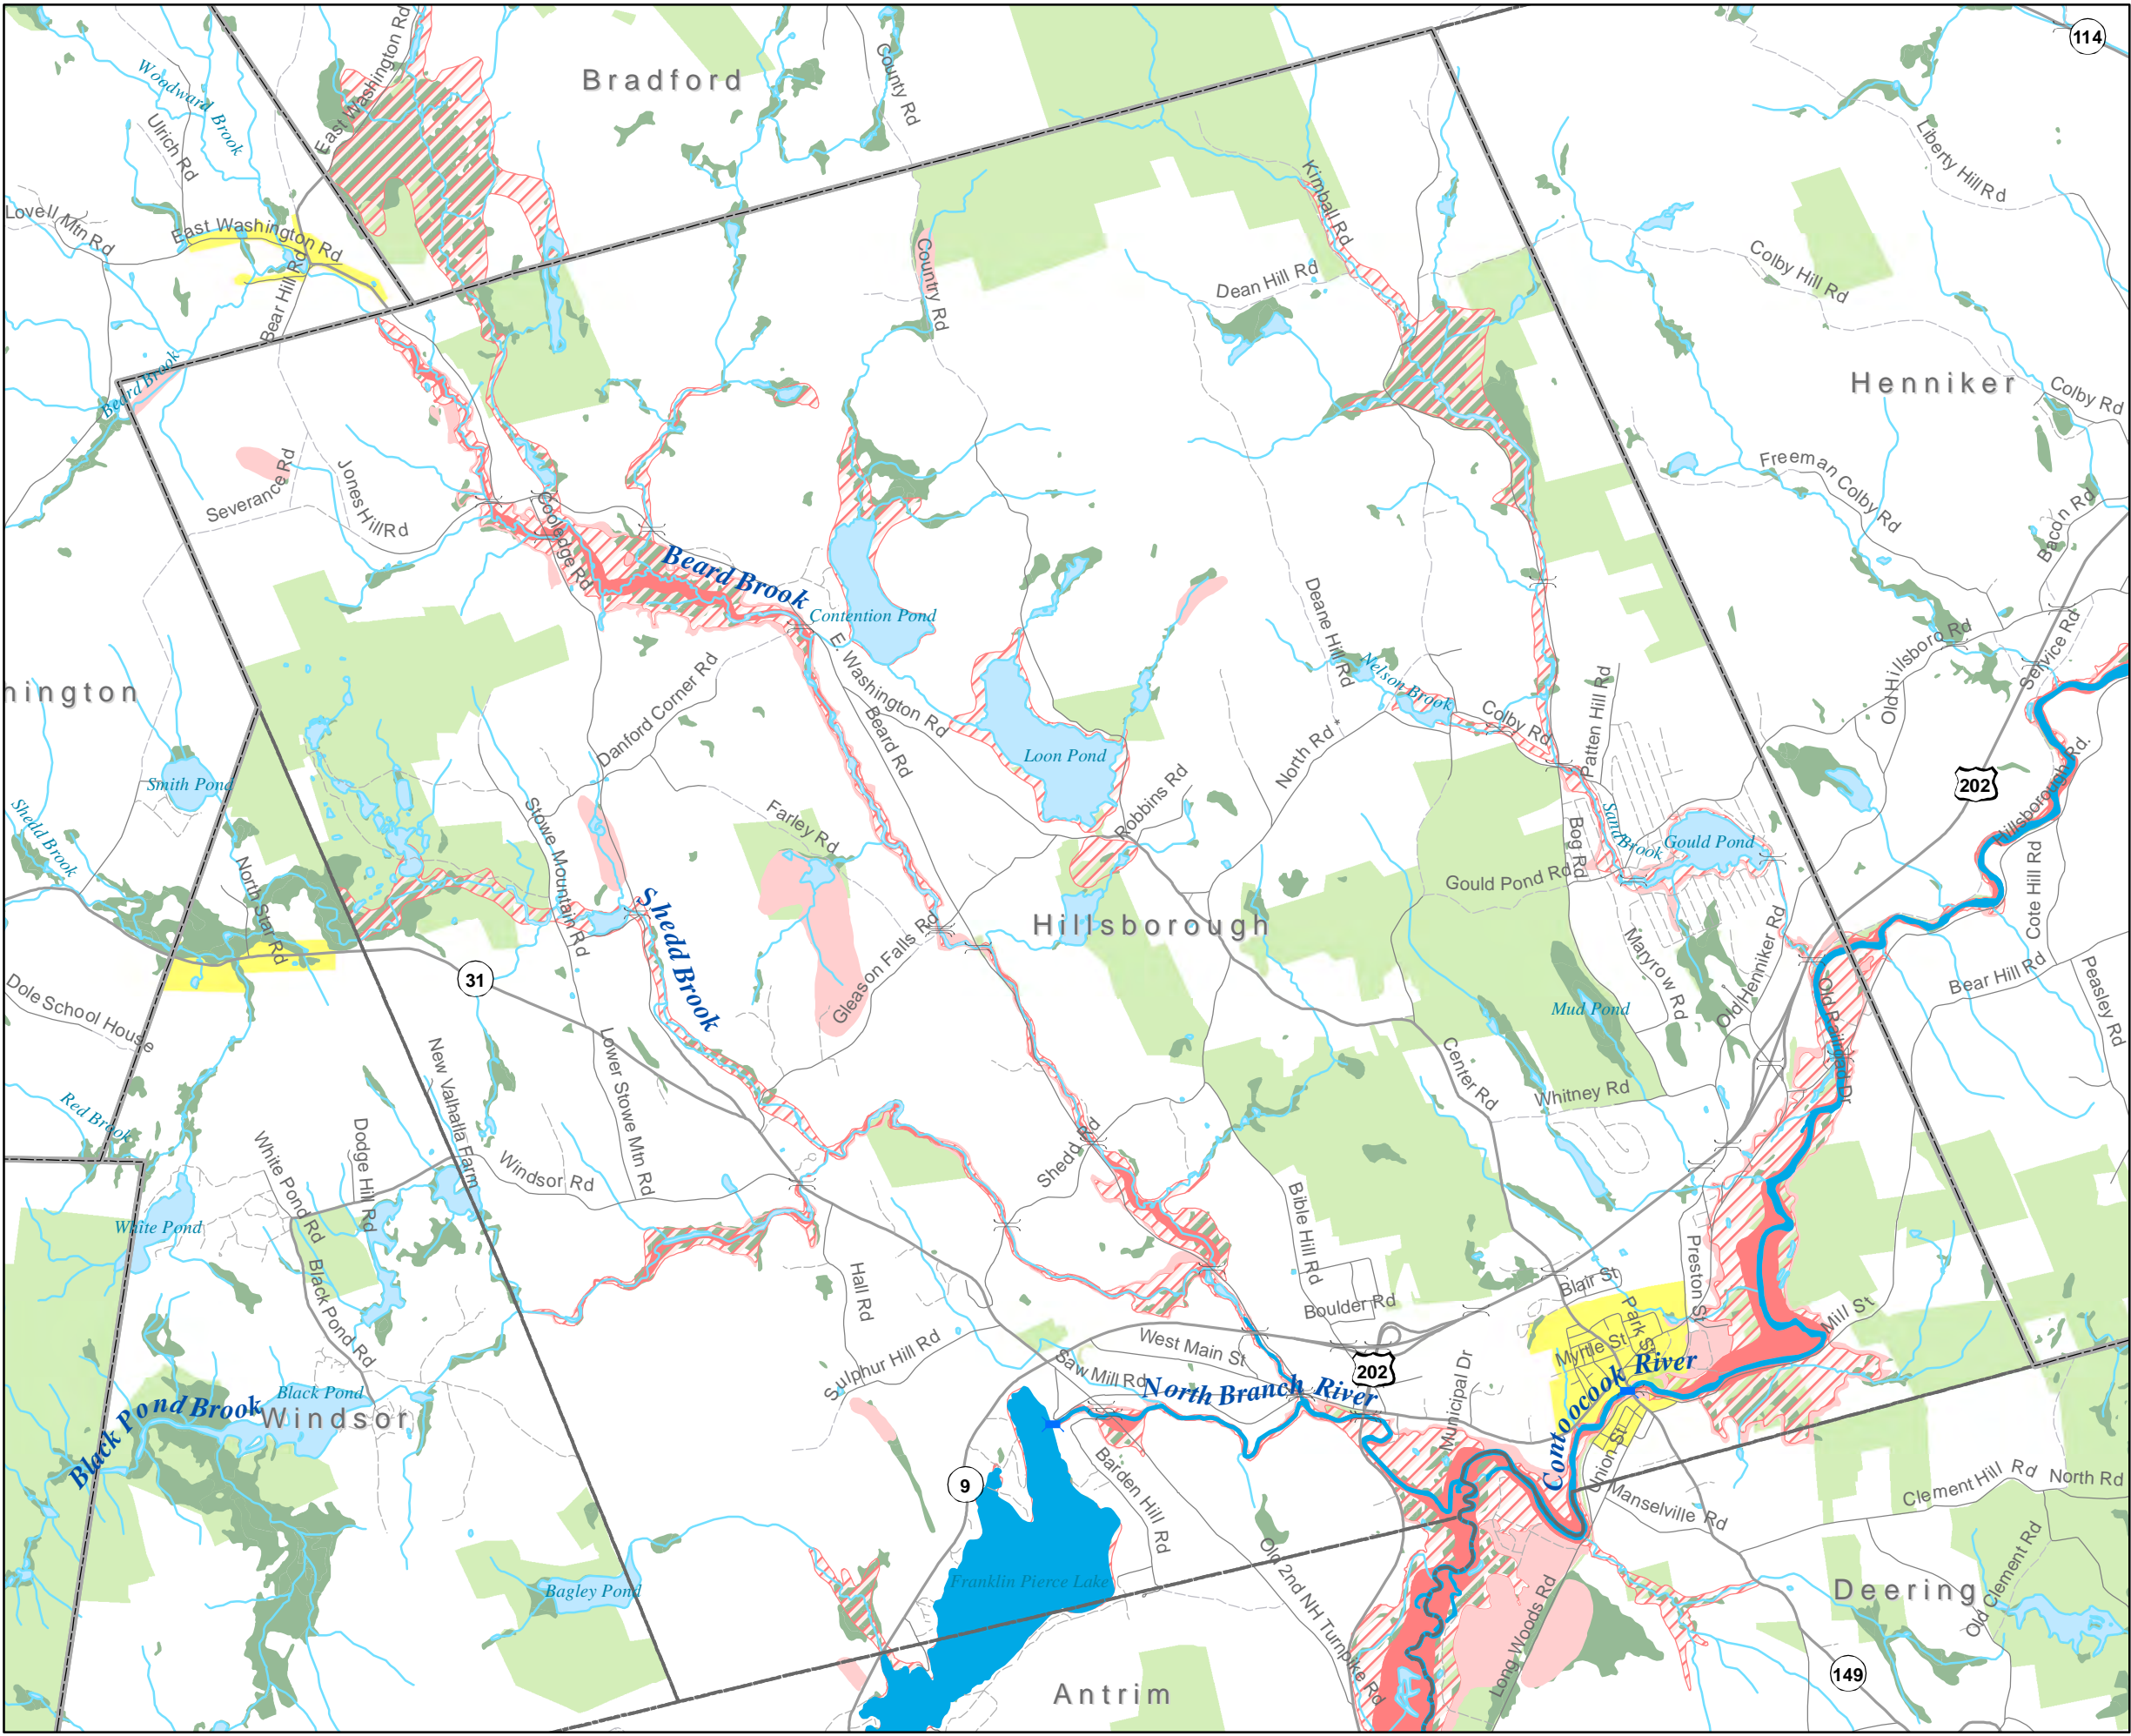 114
Bradford
East Washington Rd
County Rd
Woodward Brook
Ulrich Rd
Liberty Hill Rd
Kimball Rd
Lovell Mtn Rd
East Washington Rd
Bear Hill Rd
Country Rd
Dean Hill Rd
Colby Hill Rd
Beard Brook
Henniker
Colby Rd
Severance Rd
Jones Hill Rd
Freeman Colby Rd
Bacon Rd
Cooledge Rd
Beard Brook
Contention Pond
E. Washington Rd
Deane Hill Rd
Nelson Brook
Old Hillsboro Rd
Service Rd
hington
Danford Corner Rd
Beard Rd
Loon Pond
North Rd *
Colby Rd
Patten Hill Rd
202
Hillsborough Rd.
Smith Pond
Shedd Brook
Stowe Mountain Rd
Farley Rd
Robbins Rd
Bog Rd
Sand Brook
Gould Pond
North Star Rd
Gould Pond Rd
Cote Hill Rd
Shedd Brook
Gleason Falls Rd
Hillsborough
Maryrow Rd
Old Henniker Rd
31
Dole School House
Mud Pond
Old Railroad Dr
Bear Hill Rd
Peasley Rd
Red Brook
New Valhalla Farm
Lower Stowe Mtn Rd
Center Rd
Whitney Rd
White Pond Rd
Dodge Hill Rd
Windsor Rd
Shedd Rd
Bible Hill Rd
White Pond
Black Pond Rd
Hall Rd
Boulder Rd
Blair St
Preston St
Park St
Mill St
Sulphur Hill Rd
West Main St
Saw Mill Rd
202
Myrtle St
Black Pond Brook
Black Pond
Windsor
North Branch River
Municipal Dr
Contoocook River
Union St
9
Barden Hill Rd
Manselville Rd
Clement Hill Rd
North Rd
Bagley Pond
Franklin Pierce Lake
Old 2nd NH Turnpike Rd
Long Woods Rd
Deering
Old Clement Rd
Antrim
149